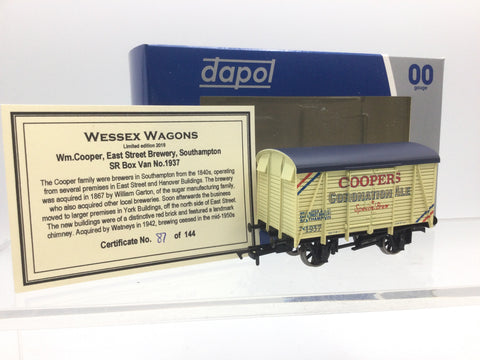 dapol
00
gauge
WESSEX WAGONS
Limited edition 2019
Wm.Cooper, East Street Brewery, Southampton
SR Box Van No.1937
The Cooper family were brewers in Southampton from the 1840s, operating
from several premises in East Street and Hanover Buildings. The brewery
was acquired in 1867 by William Garton, of the sugar manufacturing family,
who also acquired other local breweries. Soon afterwards the business
moved to larger premises in York Buildings, on the north side of East Street.
The new buildings were of a distinctive red brick and featured a landmark
chimney. Acquired by Watneys in 1942, brewing ceased in the mid-1950s
Certificate No. 87 of 144
COOPER'S
CORONATION ALE
A
Special Brew
1937